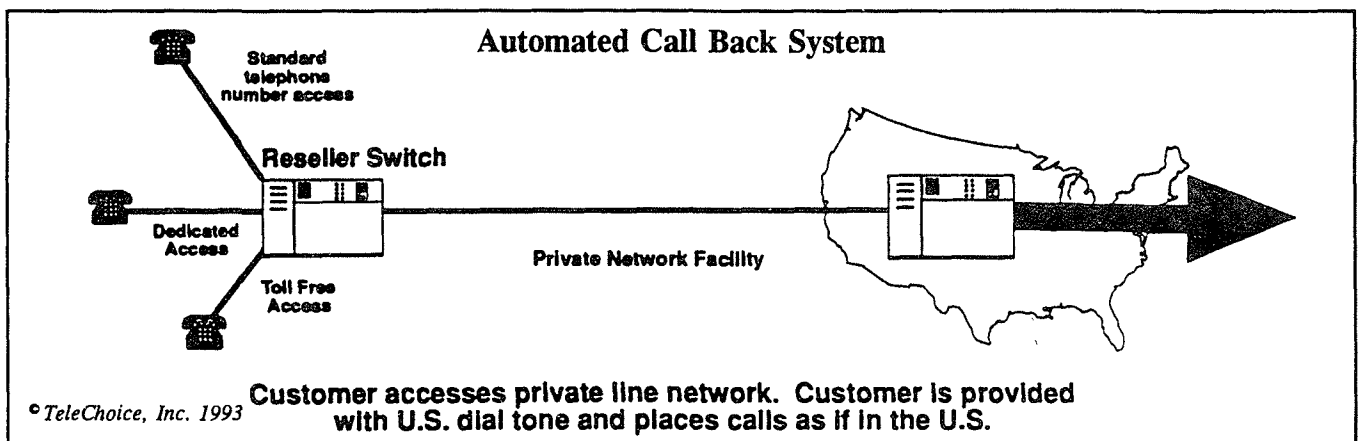 Automated Call Back System
Standard
telephone
number access
Reseller Switch
Dedicated
Access
Private Network Facility
Toll Free
Access
Customer accesses private line network. Customer is provided
with U.S. dial tone and places calls as if in the U.S.
© TeleChoice, Inc. 1993